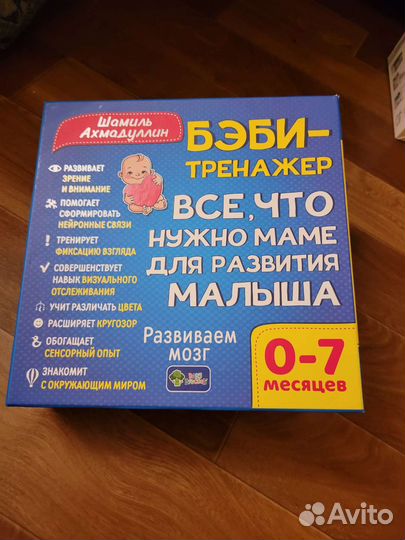 Шамиль
Ахмадуллин
БЭБИ-
ТРЕНАЖЕР
ВСЕ, ЧТО
НУЖНО МАМЕ
ДЛЯ РАЗВИТИЯ
МАЛЫША
РАЗВИВАЕТ
ЗРЕНИЕ
И ВНИМАНИЕ
ПОМОГАЕТ
СФОРМИРОВАТЬ
НЕЙРОННЫЕ СВЯЗИ
ТРЕНИРУЕТ
ФИКСАЦИЮ ВЗГЛЯДА
СОВЕРШЕНСТВУЕТ
НАВЫК ВИЗУАЛЬНОГО
ОТСЛЕЖИВАНИЯ
УЧИТ РАЗЛИЧАТЬ ЦВЕТА
РАСШИРЯЕТ КРУГОЗОР
ОБОГАЩАЕТ
СЕНСОРНЫЙ ОПЫТ
ЗНАКОМИТ
С ОКРУЖАЮЩИМ МИРОМ
Развиваем
мозг
0-7
месяцев
Avito